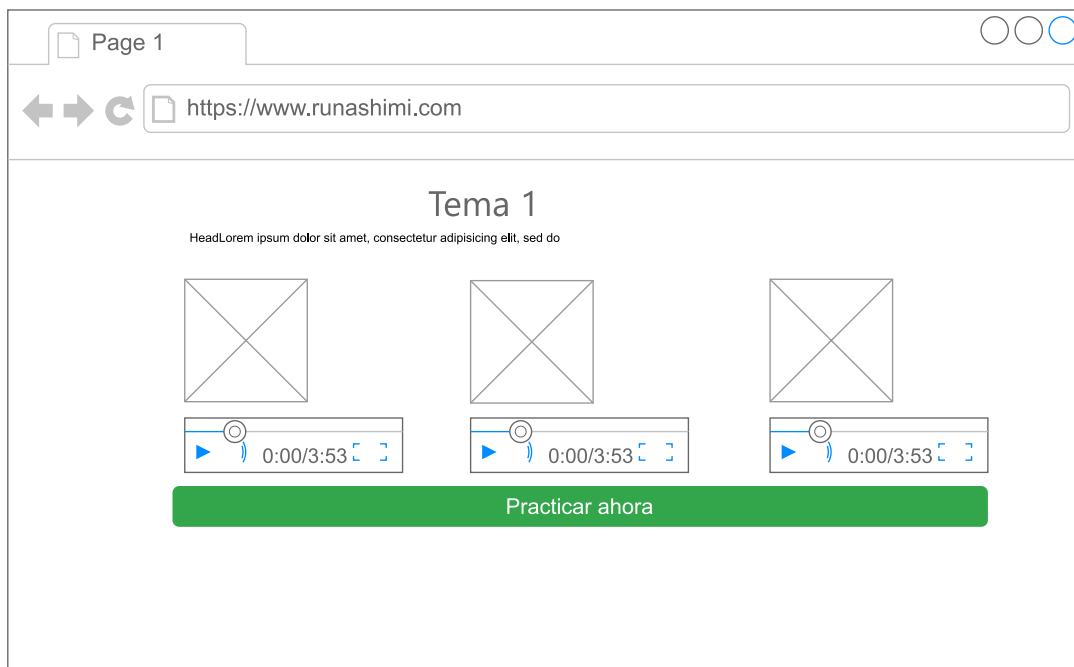 Page 1
https://www.runashimi.com
Tema 1
HeadLorem ipsum dolor sit amet, consectetur adipisicing elit, sed do
0:00/3:53 0:00/3:53 0:00/3:53
Practicar ahora